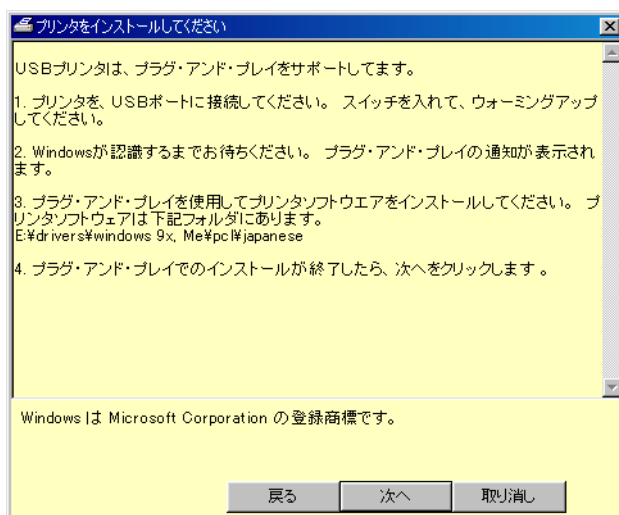 プリンタをインストールしてください
USBプリンタは、プラグ・アンド・プレイをサポートしてます。
1. プリンタを、USBポートに接続してください。 スイッチを入れて、ウォーミングアップ
してください。
2. Windowsが認識するまでお待ちください。 プラグ・アンド・プレイの通知が表示され
ます。
3. プラグ・アンド・プレイを使用してプリンタソフトウエアをインストールしてください。 プ
リンタソフトウェアは下記フォルダにあります。
E:¥drivers¥windows 9x, Me¥pcl¥japanese
4. プラグ・アンド・プレイでのインストールが終了したら、次へをクリックします 。
Windows は Microsoft Corporation の登録商標です。
戻る 次へ 取り消し